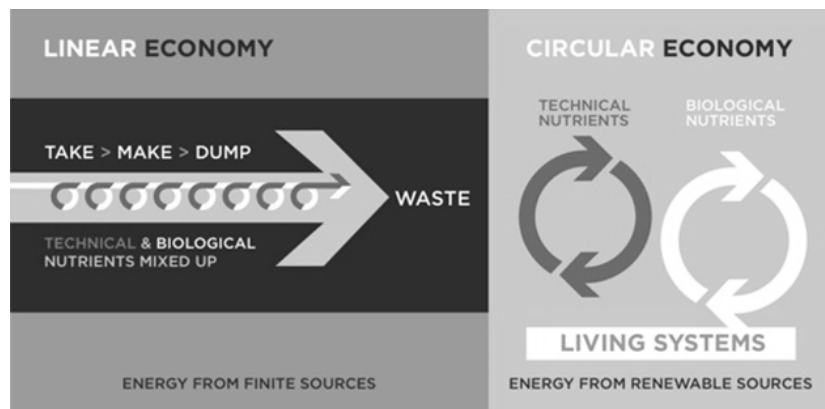 LINEAR ECONOMY
TAKE > MAKE > DUMP
WASTE
TECHNICAL & BIOLOGICAL
NUTRIENTS MIXED UP
ENERGY FROM FINITE SOURCES
CIRCULAR ECONOMY
TECHNICAL
NUTRIENTS
BIOLOGICAL
NUTRIENTS
LIVING SYSTEMS
ENERGY FROM RENEWABLE SOURCES